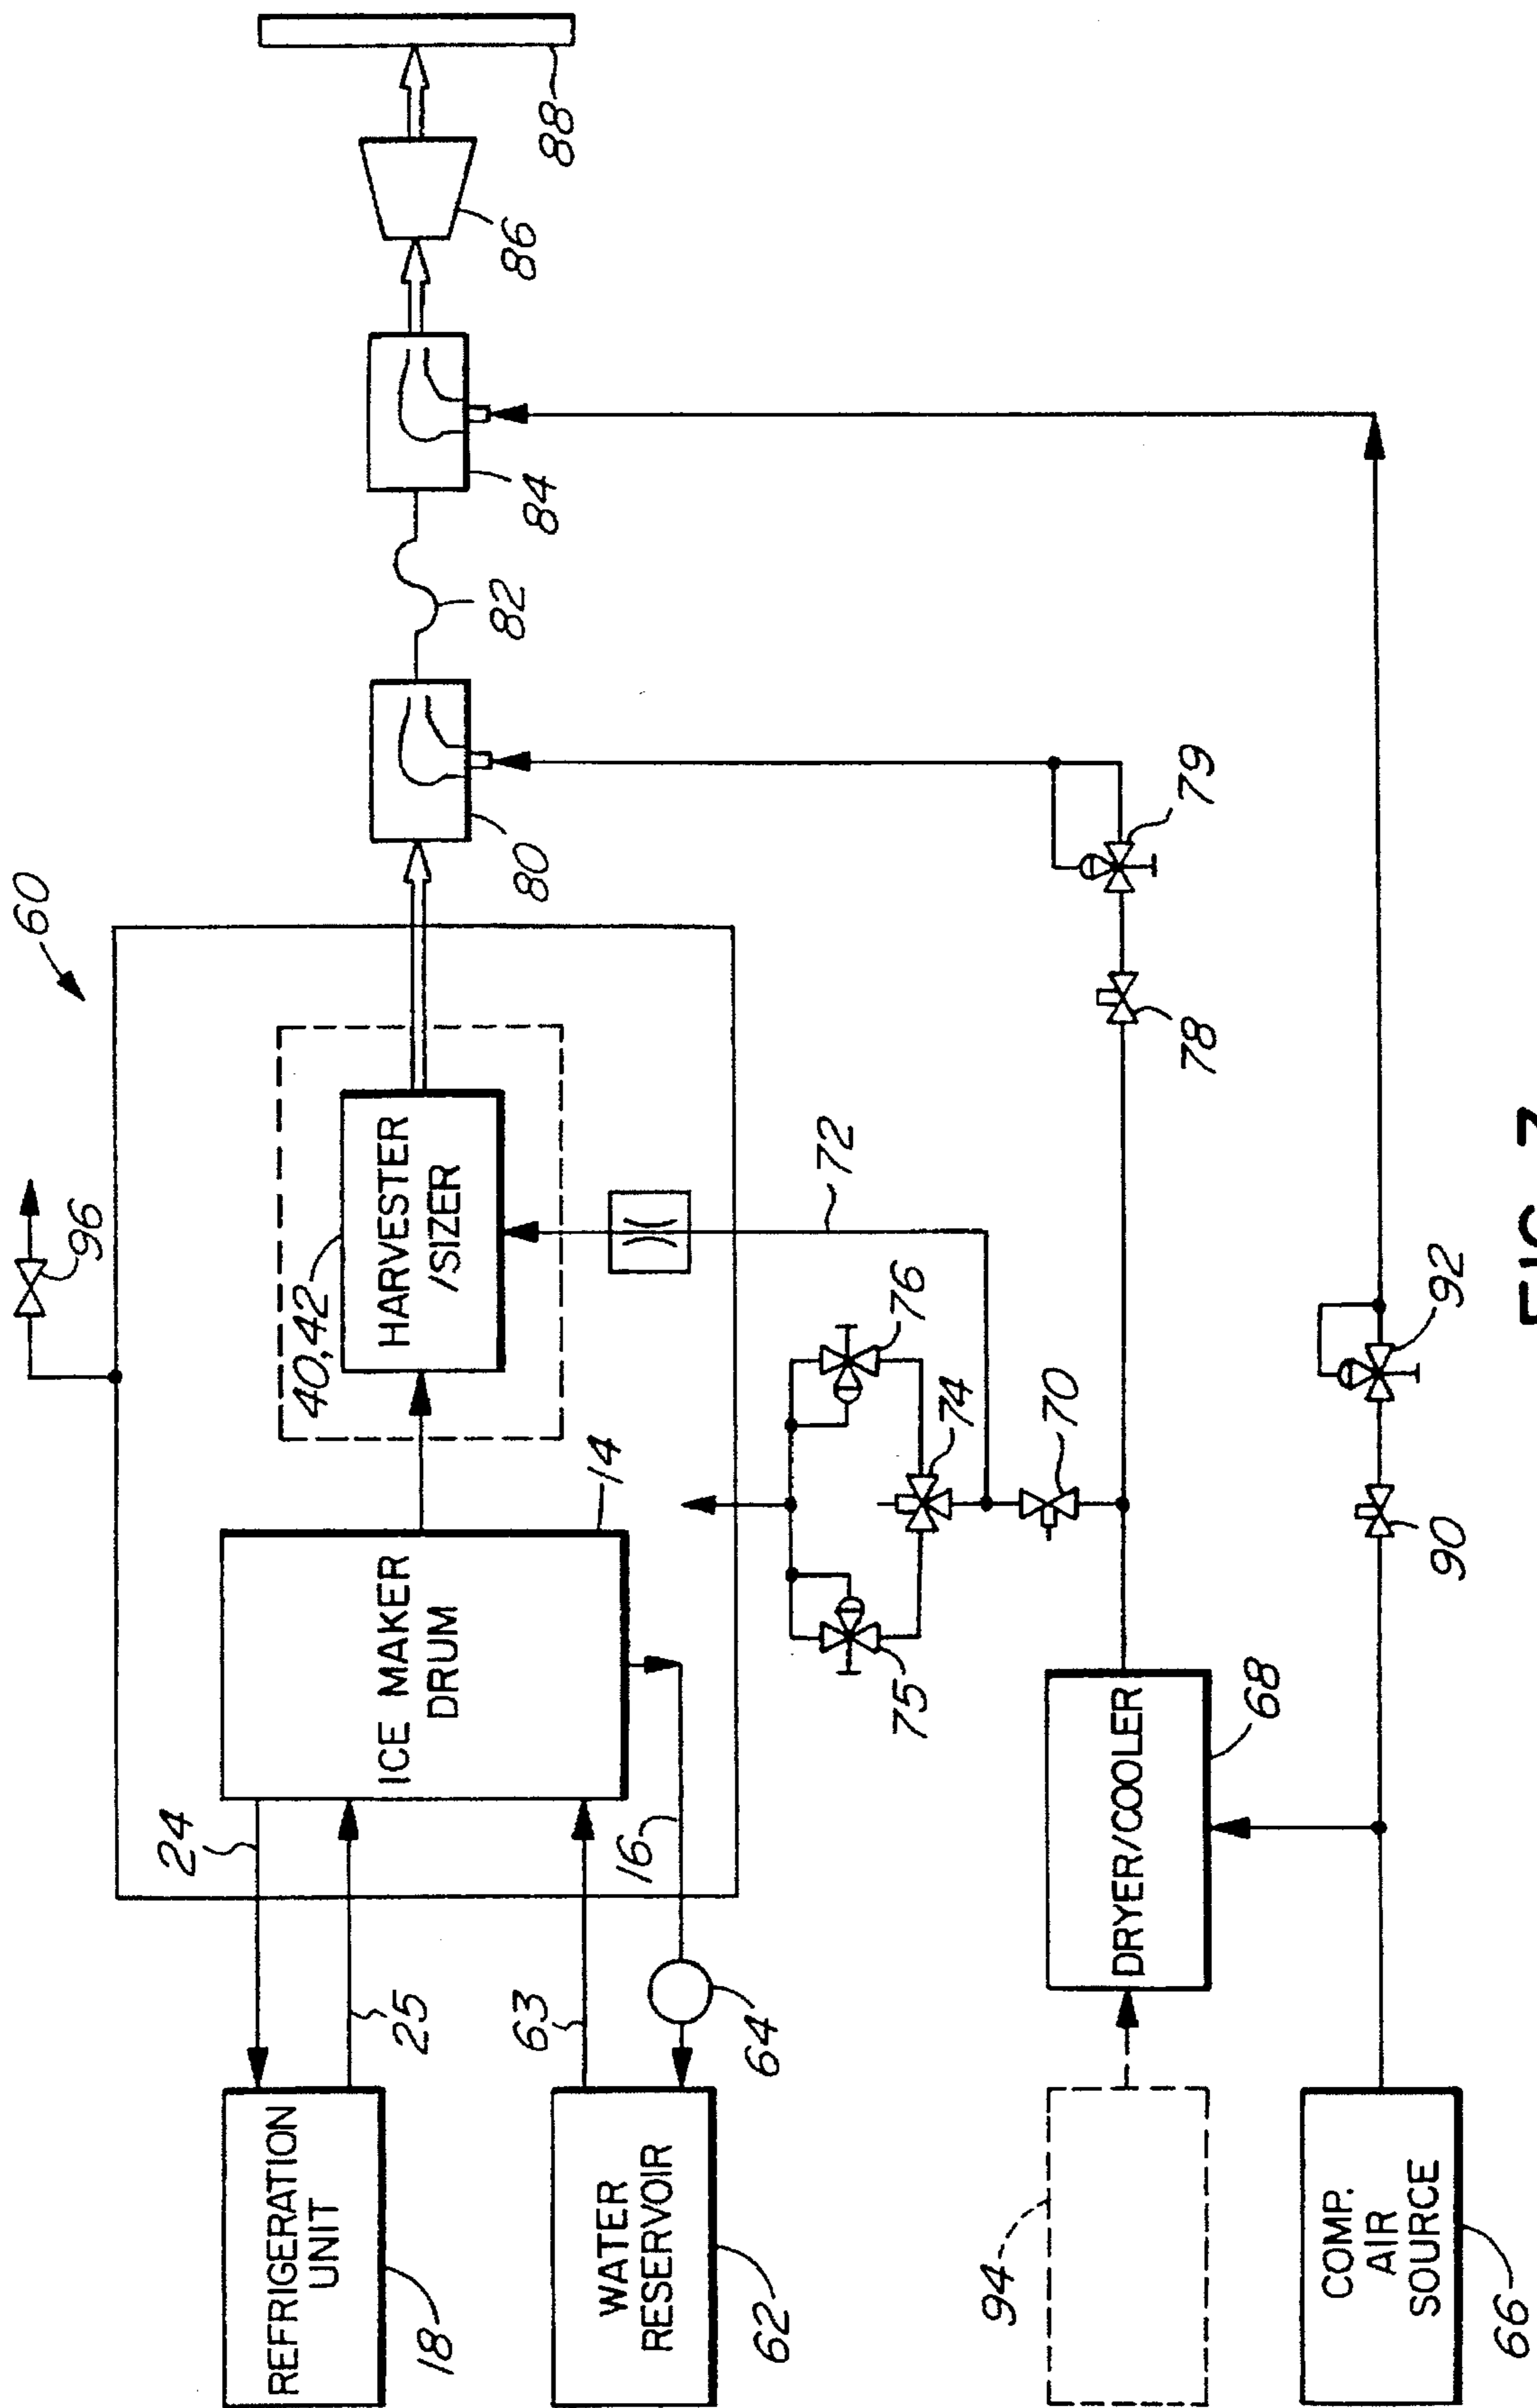 60
96
24
25
63
16
64
REFRIGERATION
UNIT
18
WATER
RESERVOIR
62
ICE MAKER
DRUM
14
40,42
HARVESTER
/SIZER
80
82
84
86
88
72
75
76
74
70
78
79
94
DRYER/COOLER
68
COMP.
AIR
SOURCE
66
90
92
FIG.